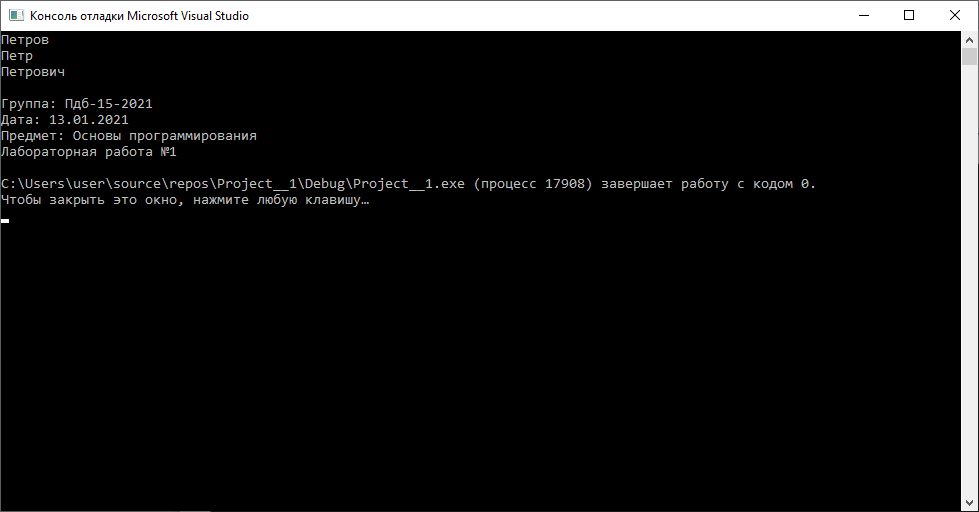 Консоль отладки Microsoft Visual Studio
Петров
Петр
Петрович
Группа: Пдб-15-2021
Дата: 13.01.2021
Предмет: Основы программирования
Лабораторная работа №1
C:\Users\user\source\repos\Project__1\Debug\Project__1.exe (процесс 17908) завершает работу с кодом 0.
Чтобы закрыть это окно, нажмите любую клавишу…